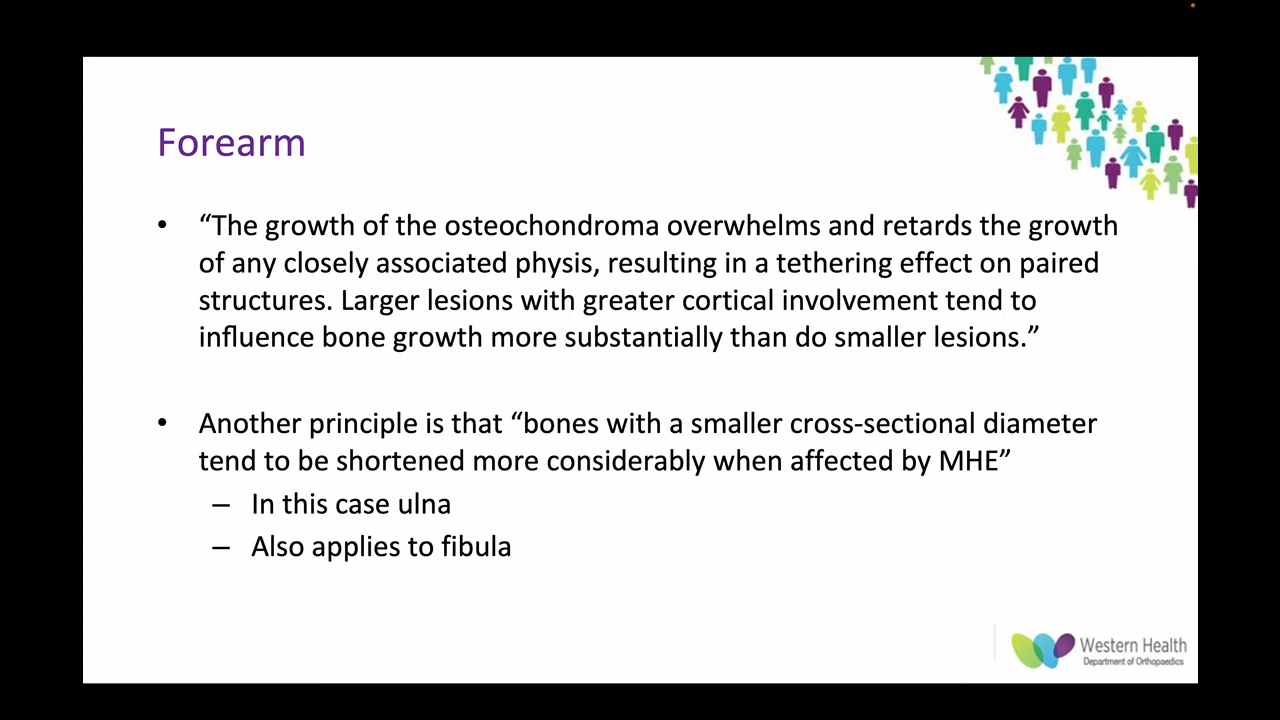 Forearm
• “The growth of the osteochondroma overwhelms and retards the growth
of any closely associated physis, resulting in a tethering effect on paired
structures. Larger lesions with greater cortical involvement tend to
influence bone growth more substantially than do smaller lesions.”
• Another principle is that “bones with a smaller cross-sectional diameter
tend to be shortened more considerably when affected by MHE”
– In this case ulna
– Also applies to fibula
Western Health
Department of Orthopaedics